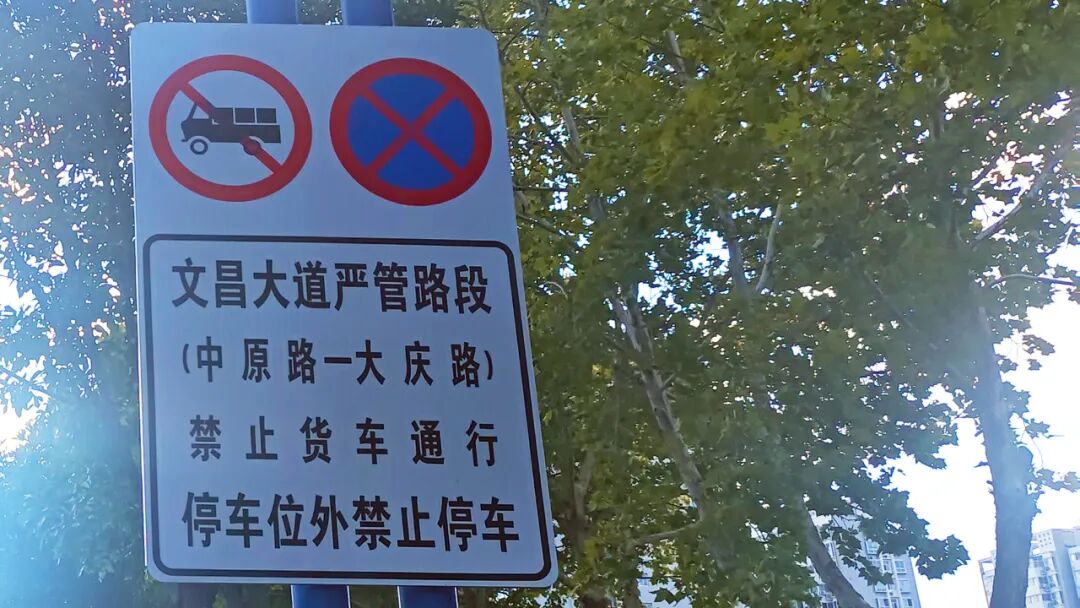 文昌大道严管路段
(中原路一大庆路)
禁止货车通行
停车位外禁止停车